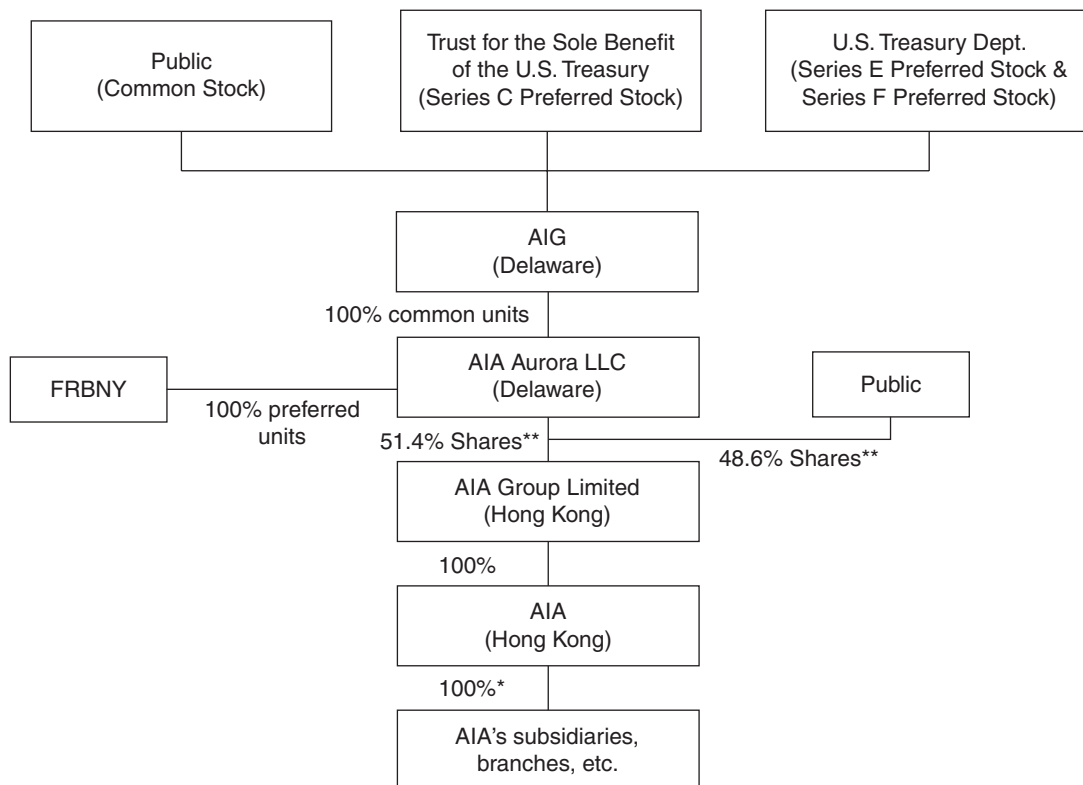 Public
(Common Stock)
Trust for the Sole Benefit
of the U.S. Treasury
(Series C Preferred Stock)
U.S. Treasury Dept.
(Series E Preferred Stock &
Series F Preferred Stock)
AIG
(Delaware)
100% common units
FRBNY
100% preferred
units
AIA Aurora LLC
(Delaware)
Public
51.4% Shares**
48.6% Shares**
AIA Group Limited
(Hong Kong)
100%
AIA
(Hong Kong)
100%*
AIA's subsidiaries,
branches, etc.